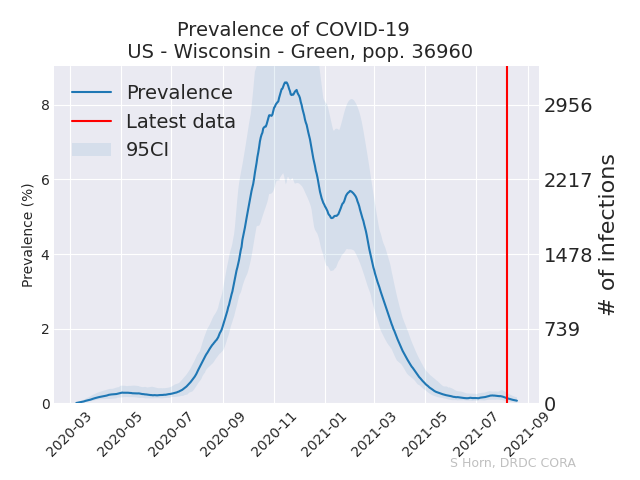 Prevalence of COVID-19
US - Wisconsin - Green, pop. 36960
Prevalence
Latest data
95CI
Prevalence (%)
8
6
4
2
0
2956
2217
1478
739
0
# of infections
2020-03
2020-05
2020-07
2020-09
2020-11
2021-01
2021-03
2021-05
2021-07
2021-09
S Horn, DRDC CORA